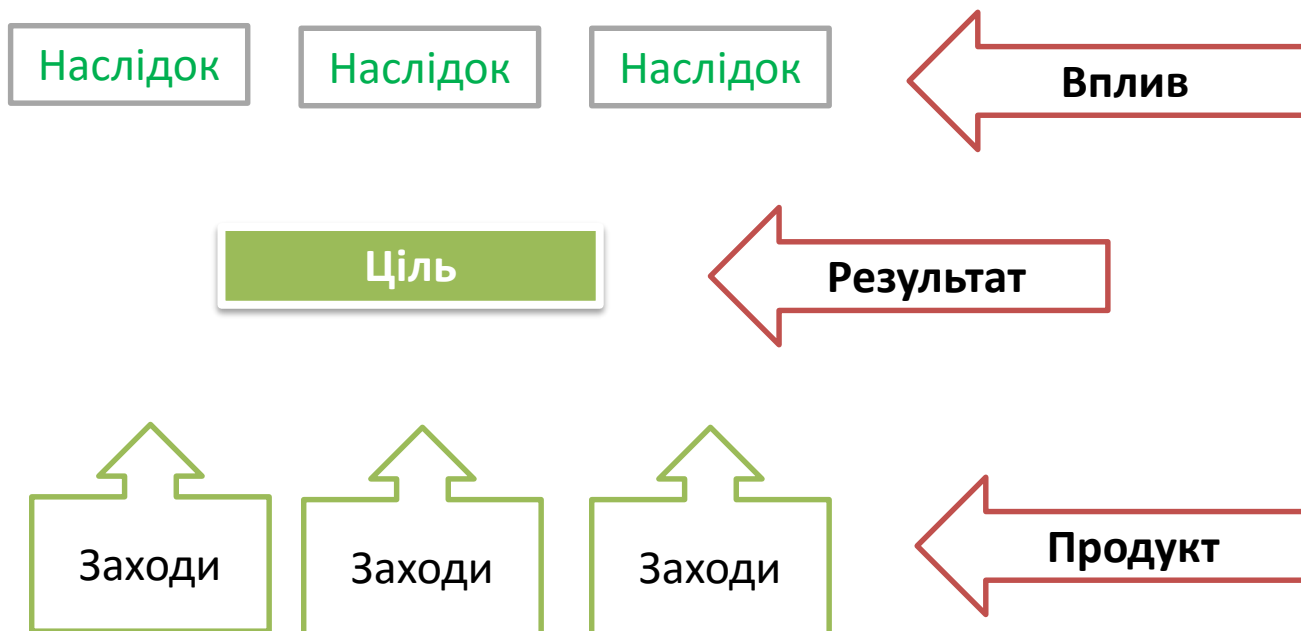 Наслідок
Наслідок
Наслідок
Вплив
Ціль
Результат
Заходи
Заходи
Заходи
Продукт